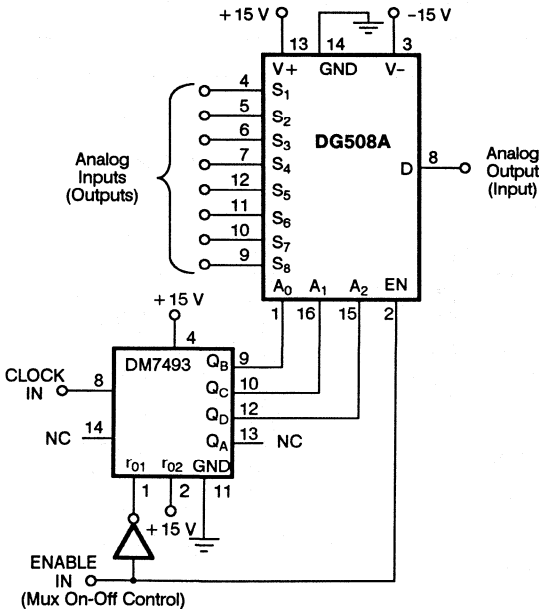 +15 V
-15 V
13 14 3
V+ GND V-
4 S1
5 S2
6 S3
DG508A
7 S4
D 8
Analog
Output
(Input)
Analog
Inputs
(Outputs)
12 S5
11 S6
10 S7
9 S8
A0 A1 A2 EN
1 16 15 2
+15 V
4
DM7493
QB 9
CLOCK
IN
8
QC 10
QD 12
NC 14
QA 13 NC
r01 r02 GND
1 2 11
+15 V
ENABLE
IN
(Mux On-Off Control)